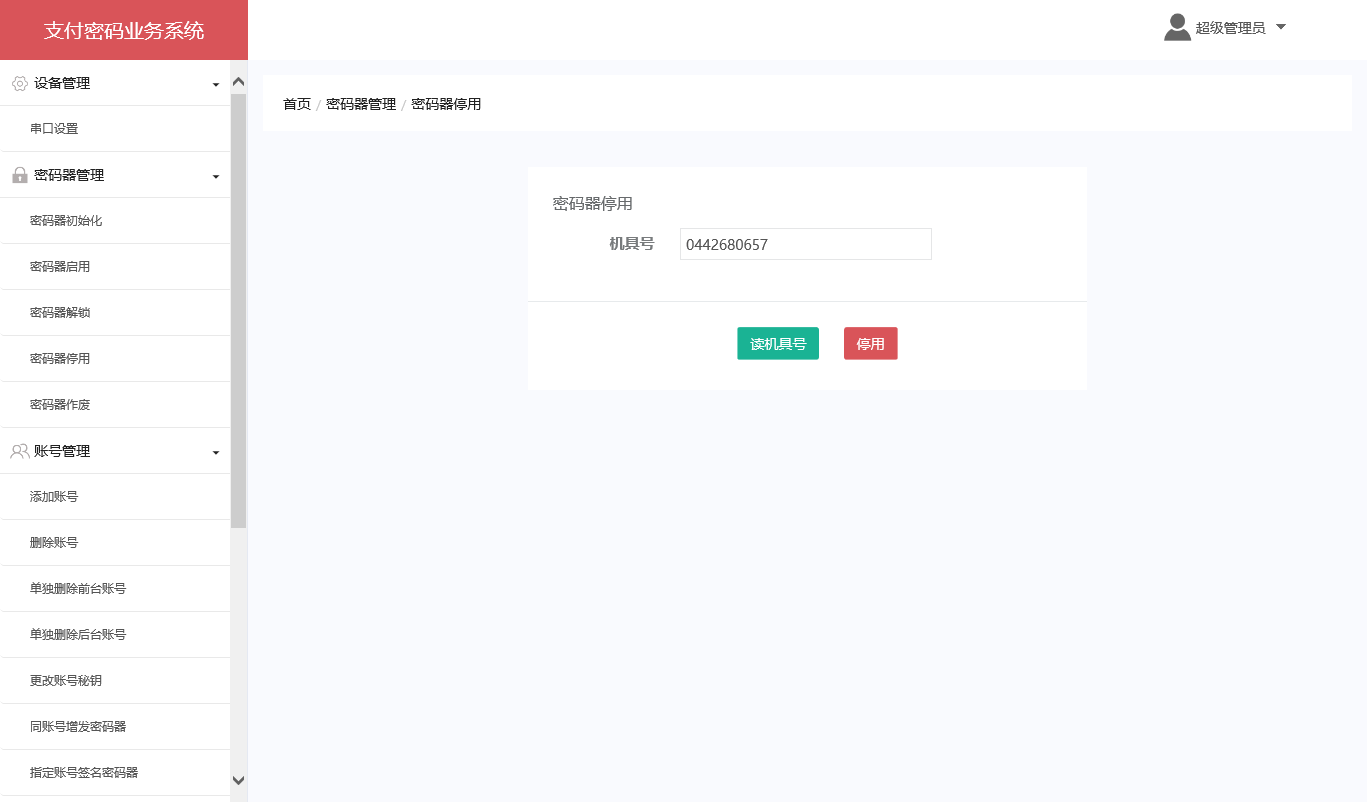 支付密码业务系统
超级管理员
设备管理
串口设置
密码器管理
密码器初始化
密码器启用
密码器解锁
密码器停用
密码器作废
账号管理
添加账号
删除账号
单独删除前台账号
单独删除后台账号
更改账号秘钥
同账号增发密码器
指定账号签名密码器
首页 / 密码器管理 / 密码器停用
密码器停用
机具号 0442680657
读机具号 停用